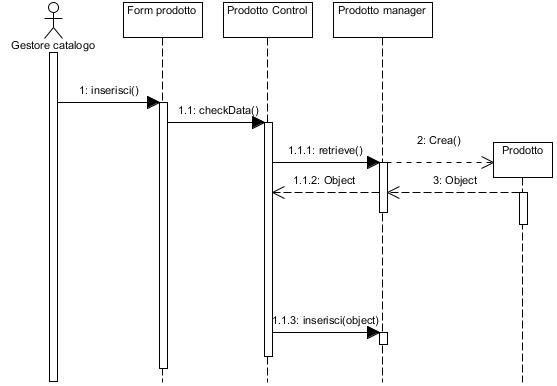 Form prodotto
Prodotto Control
Prodotto manager
Gestore catalogo
1: inserisci()
1.1: checkData()
2: Crea()
1.1.1: retrieve()
Prodotto
1.1.2: Object
3: Object
1.1.3: inserisci(object)